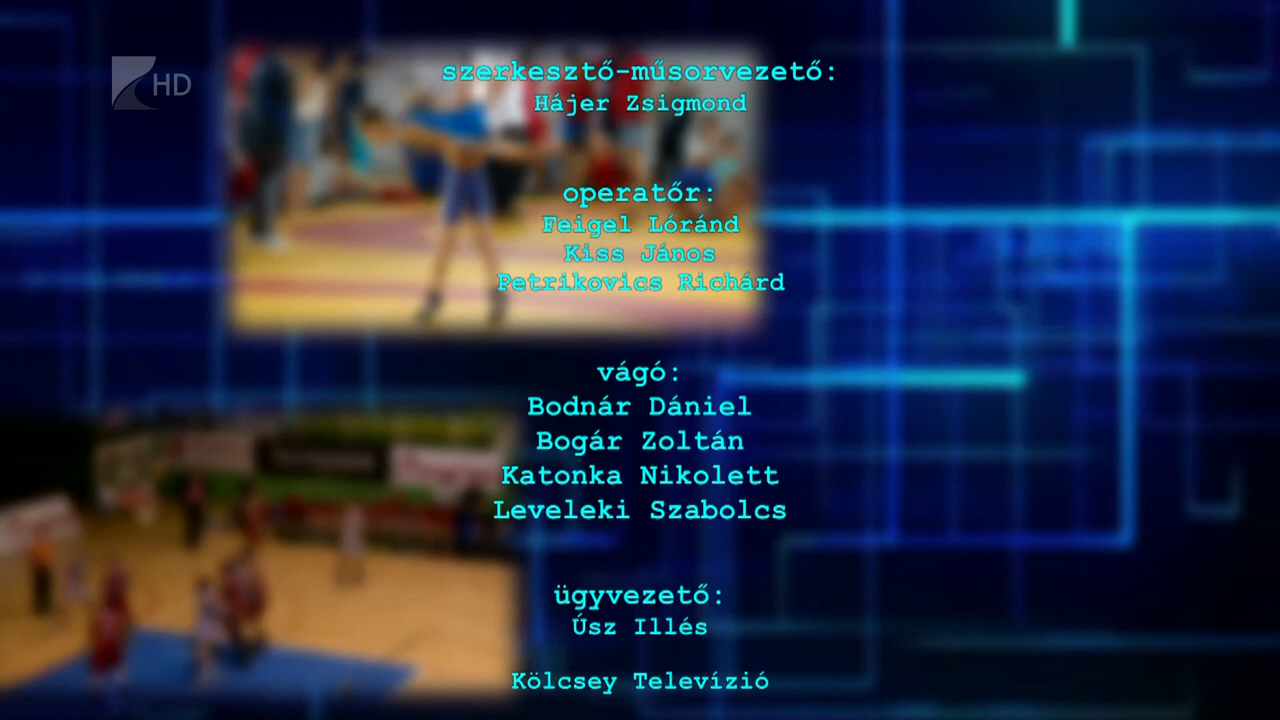 HD
szerkesztő-műsorvezető:
Hájer Zsigmond
operatőr:
Feigel Lóránd
Kiss János
Petrikovics Richárd
vágó:
Bodnár Dániel
Bogár Zoltán
Katonka Nikolett
Leveleki Szabolcs
ügyvezető:
Úsz Illés
Kölcsey Televízió